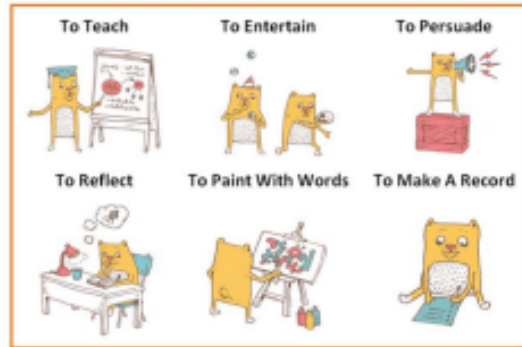 To Teach
To Entertain
To Persuade
To Reflect
To Paint With Words
To Make A Record